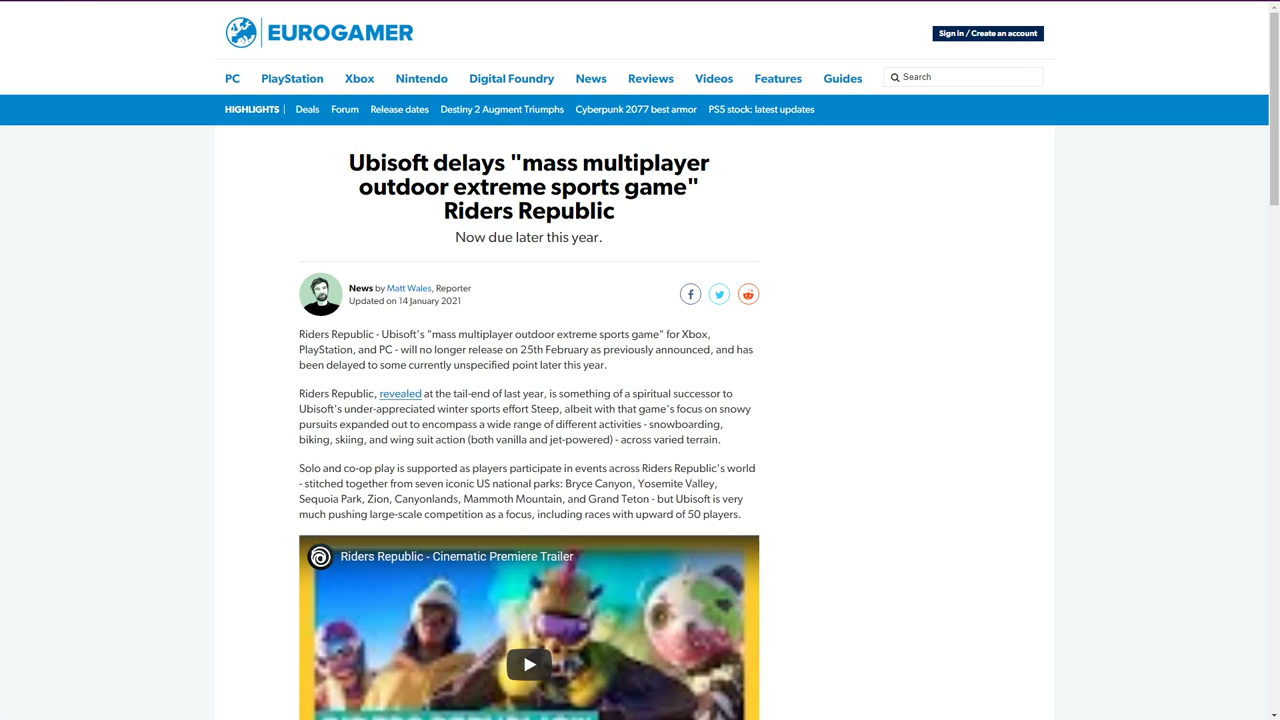 EUROGAMER
Sign in / Create an account
PC PlayStation Xbox Nintendo Digital Foundry News Reviews Videos Features Guides Search
HIGHLIGHTS | Deals Forum Release dates Destiny 2 Augment Triumphs Cyberpunk 2077 best armor PS5 stock: latest updates
Ubisoft delays "mass multiplayer
outdoor extreme sports game"
Riders Republic
Now due later this year.
News by Matt Wales, Reporter
Updated on 14 January 2021
Riders Republic - Ubisoft's "mass multiplayer outdoor extreme sports game" for Xbox,
PlayStation, and PC - will no longer release on 25th February as previously announced, and has
been delayed to some currently unspecified point later this year.
Riders Republic, revealed at the tail-end of last year, is something of a spiritual successor to
Ubisoft's under-appreciated winter sports effort Steep, albeit with that game's focus on snowy
pursuits expanded out to encompass a wide range of different activities - snowboarding,
biking, skiing, and wing suit action (both vanilla and jet-powered) - across varied terrain.
Solo and co-op play is supported as players participate in events across Riders Republic's world
- stitched together from seven iconic US national parks: Bryce Canyon, Yosemite Valley,
Sequoia Park, Zion, Canyonlands, Mammoth Mountain, and Grand Teton - but Ubisoft is very
much pushing large-scale competition as a focus, including races with upward of 50 players.
Riders Republic - Cinematic Premiere Trailer